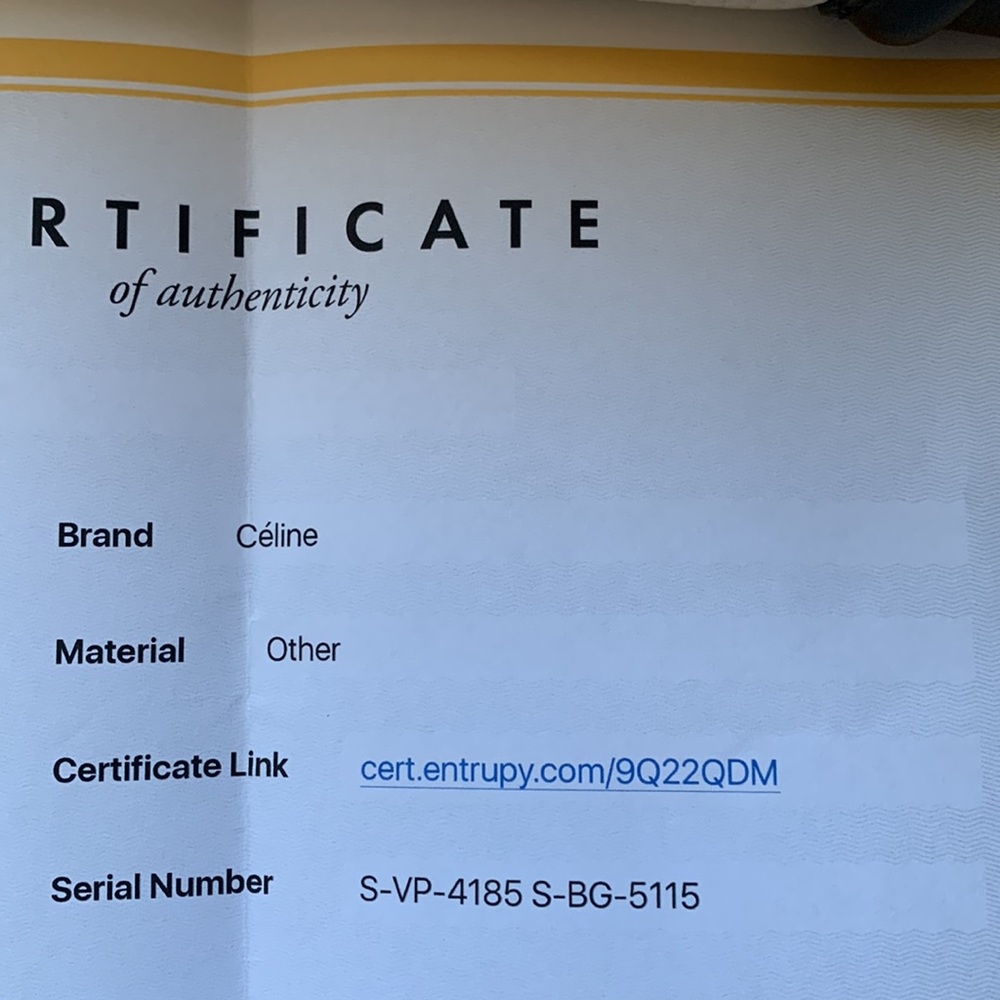 RTIFICATE
of authenticity
Brand Céline
Material Other
Certificate Link cert.entrupy.com/9Q22QDM
Serial Number S-VP-4185 S-BG-5115